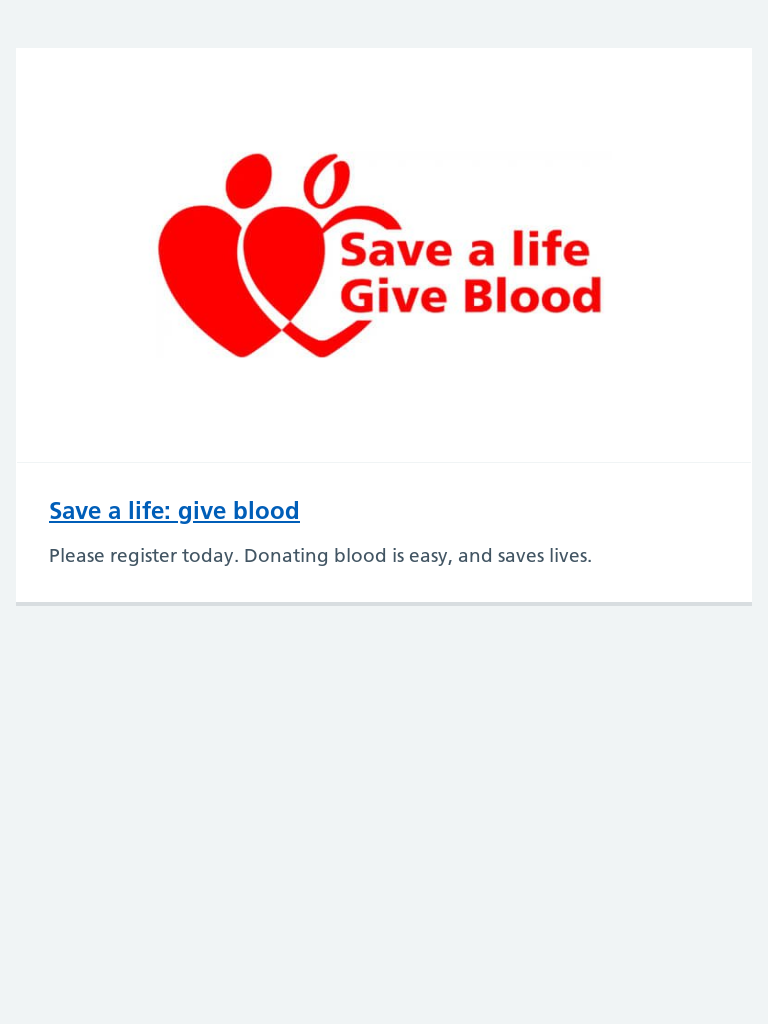 Save a life
Give Blood
Save a life: give blood
Please register today. Donating blood is easy, and saves lives.